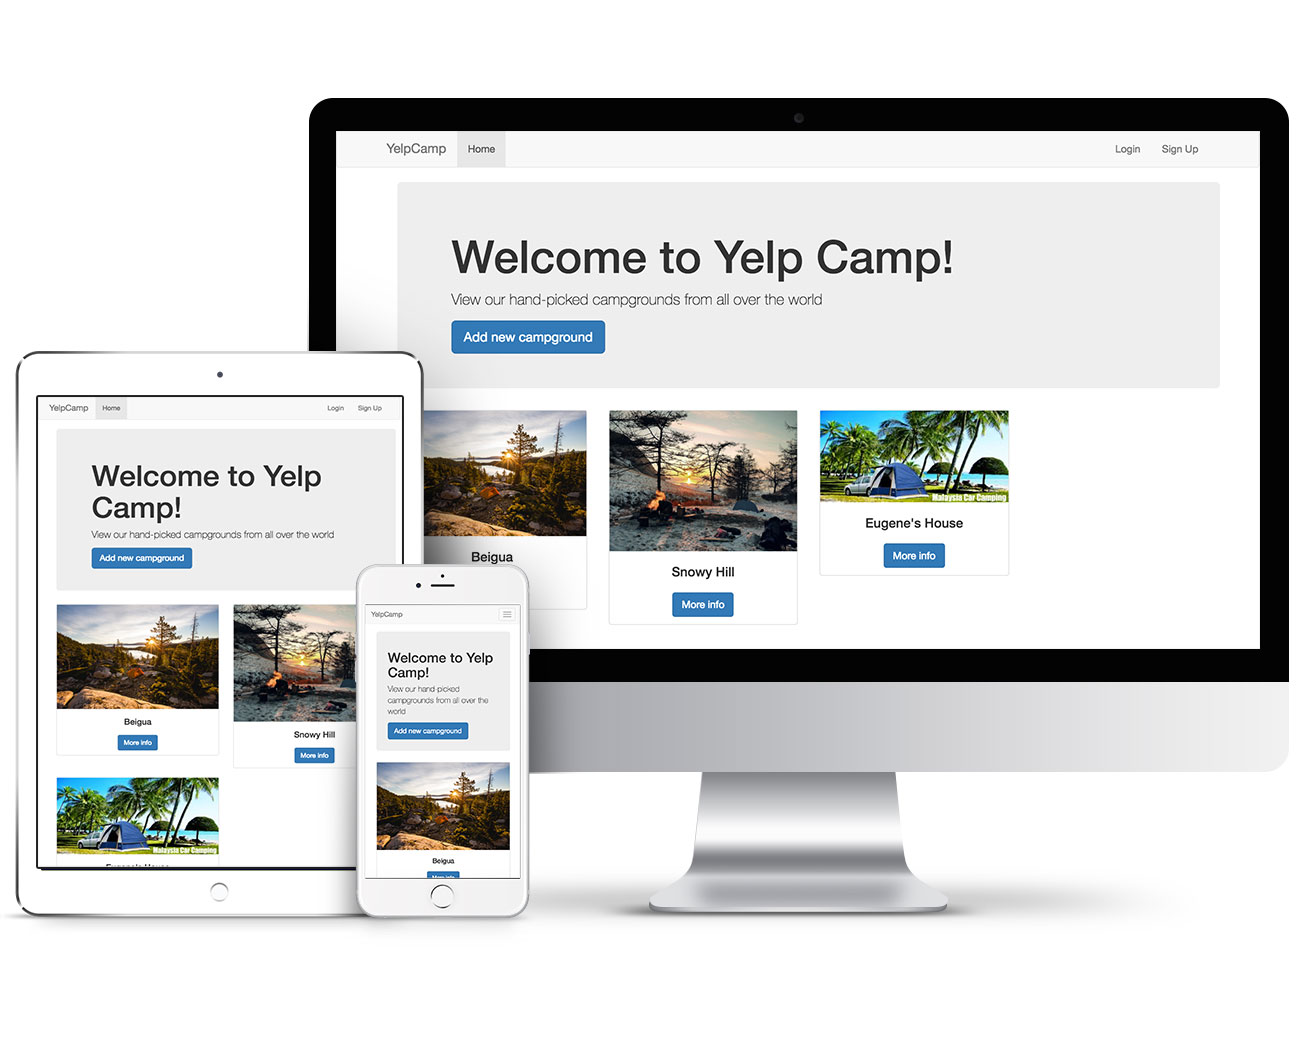 YelpCamp Home Login Sign Up
Welcome to Yelp Camp!
View our hand-picked campgrounds from all over the world
Add new campground
Beigua
Snowy Hill
More info
Malaysia Car Camping
Eugene's House
More info
YelpCamp Home Login Sign Up
Welcome to Yelp
Camp!
View our hand-picked campgrounds from all over the world
Add new campground
Beigua
More info
Snowy Hill
More info
Malaysia Car Camping
Eugene's House
YelpCamp
Welcome to Yelp
Camp!
View our hand-picked
campgrounds from all over the
world
Add new campground
Beigua
More info